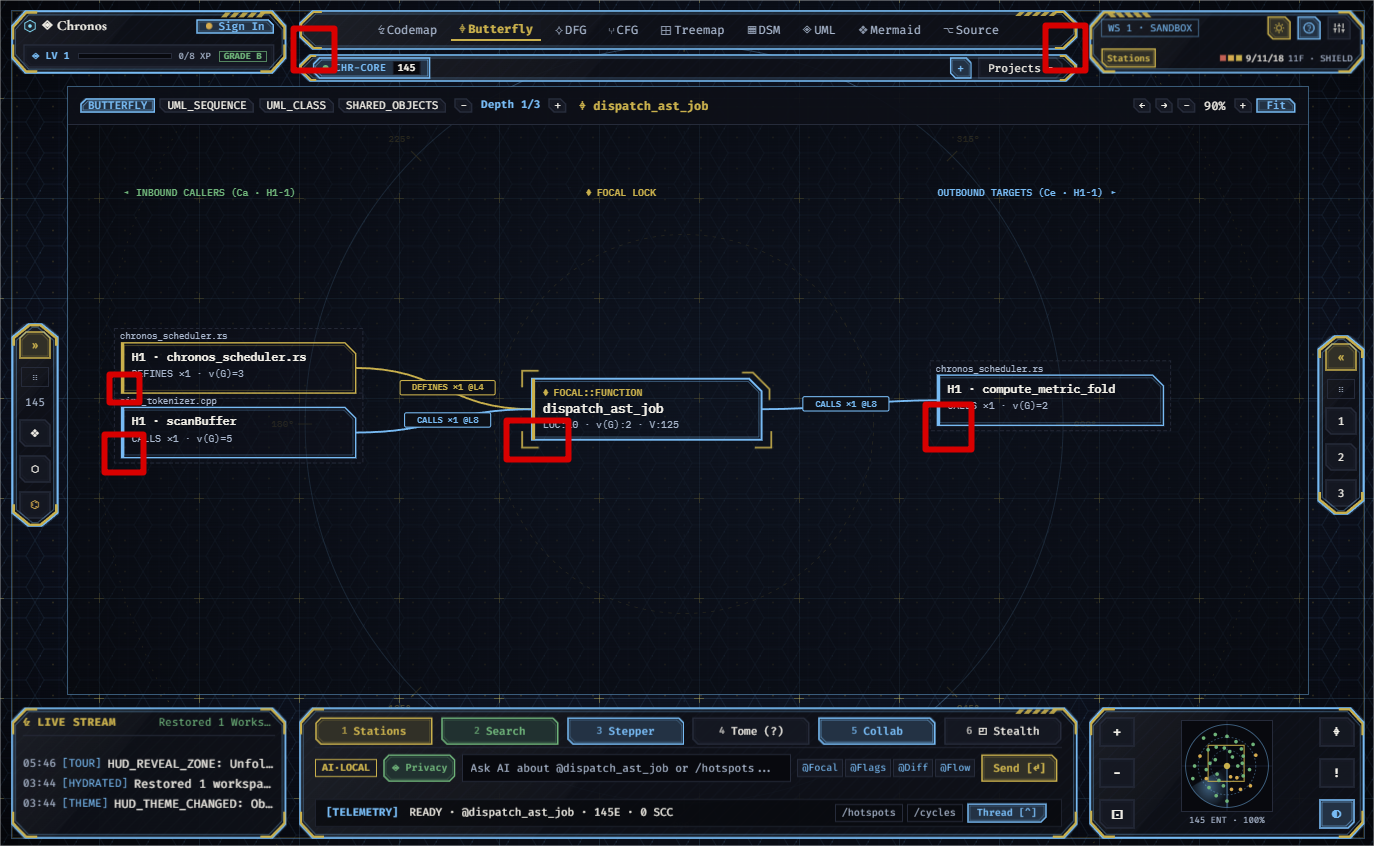 ❖ Chronos
Sign In
LV 1
0/8 XP
GRADE B
Codemap
Butterfly
DFG
CFG
Treemap
DSM
UML
Mermaid
Source
CHR-CORE 145
+
Projects
WS 1 · SANDBOX
Stations
9/11/18 11F · SHIELD
BUTTERFLY
UML_SEQUENCE
UML_CLASS
SHARED_OBJECTS
− Depth 1/3 +
dispatch_ast_job
← → − 90% + Fit
225°
315°
◄ INBOUND CALLERS (Ca · H1-1)
♦ FOCAL LOCK
OUTBOUND TARGETS (Ce · H1-1) ►
chronos_scheduler.rs
H1 · chronos_scheduler.rs
DEFINES ×1 · v(G)=3
DEFINES ×1 @L4
tokenizer.cpp
H1 · scanBuffer
CALLS ×1 · v(G)=5
CALLS ×1 @L8
180°
♦ FOCAL::FUNCTION
dispatch_ast_job
v(G):2 · V:125
CALLS ×1 @L8
chronos_scheduler.rs
H1 · compute_metric_fold
CALLS ×1 · v(G)=2
»
145
«
1
2
3
LIVE STREAM
Restored 1 Works…
05:46 [TOUR] HUD_REVEAL_ZONE: Unfol…
03:44 [HYDRATED] Restored 1 workspa…
03:44 [THEME] HUD_THEME_CHANGED: Ob…
1 Stations
2 Search
3 Stepper
4 Tome (?)
5 Collab
6 Stealth
AI·LOCAL
Privacy
Ask AI about @dispatch_ast_job or /hotspots...
@Focal
@Flags
@Diff
@Flow
Send [⏎]
[TELEMETRY] READY · @dispatch_ast_job · 145E · 0 SCC
/hotspots
/cycles
Thread [^]
+
−
!
145 ENT · 100%